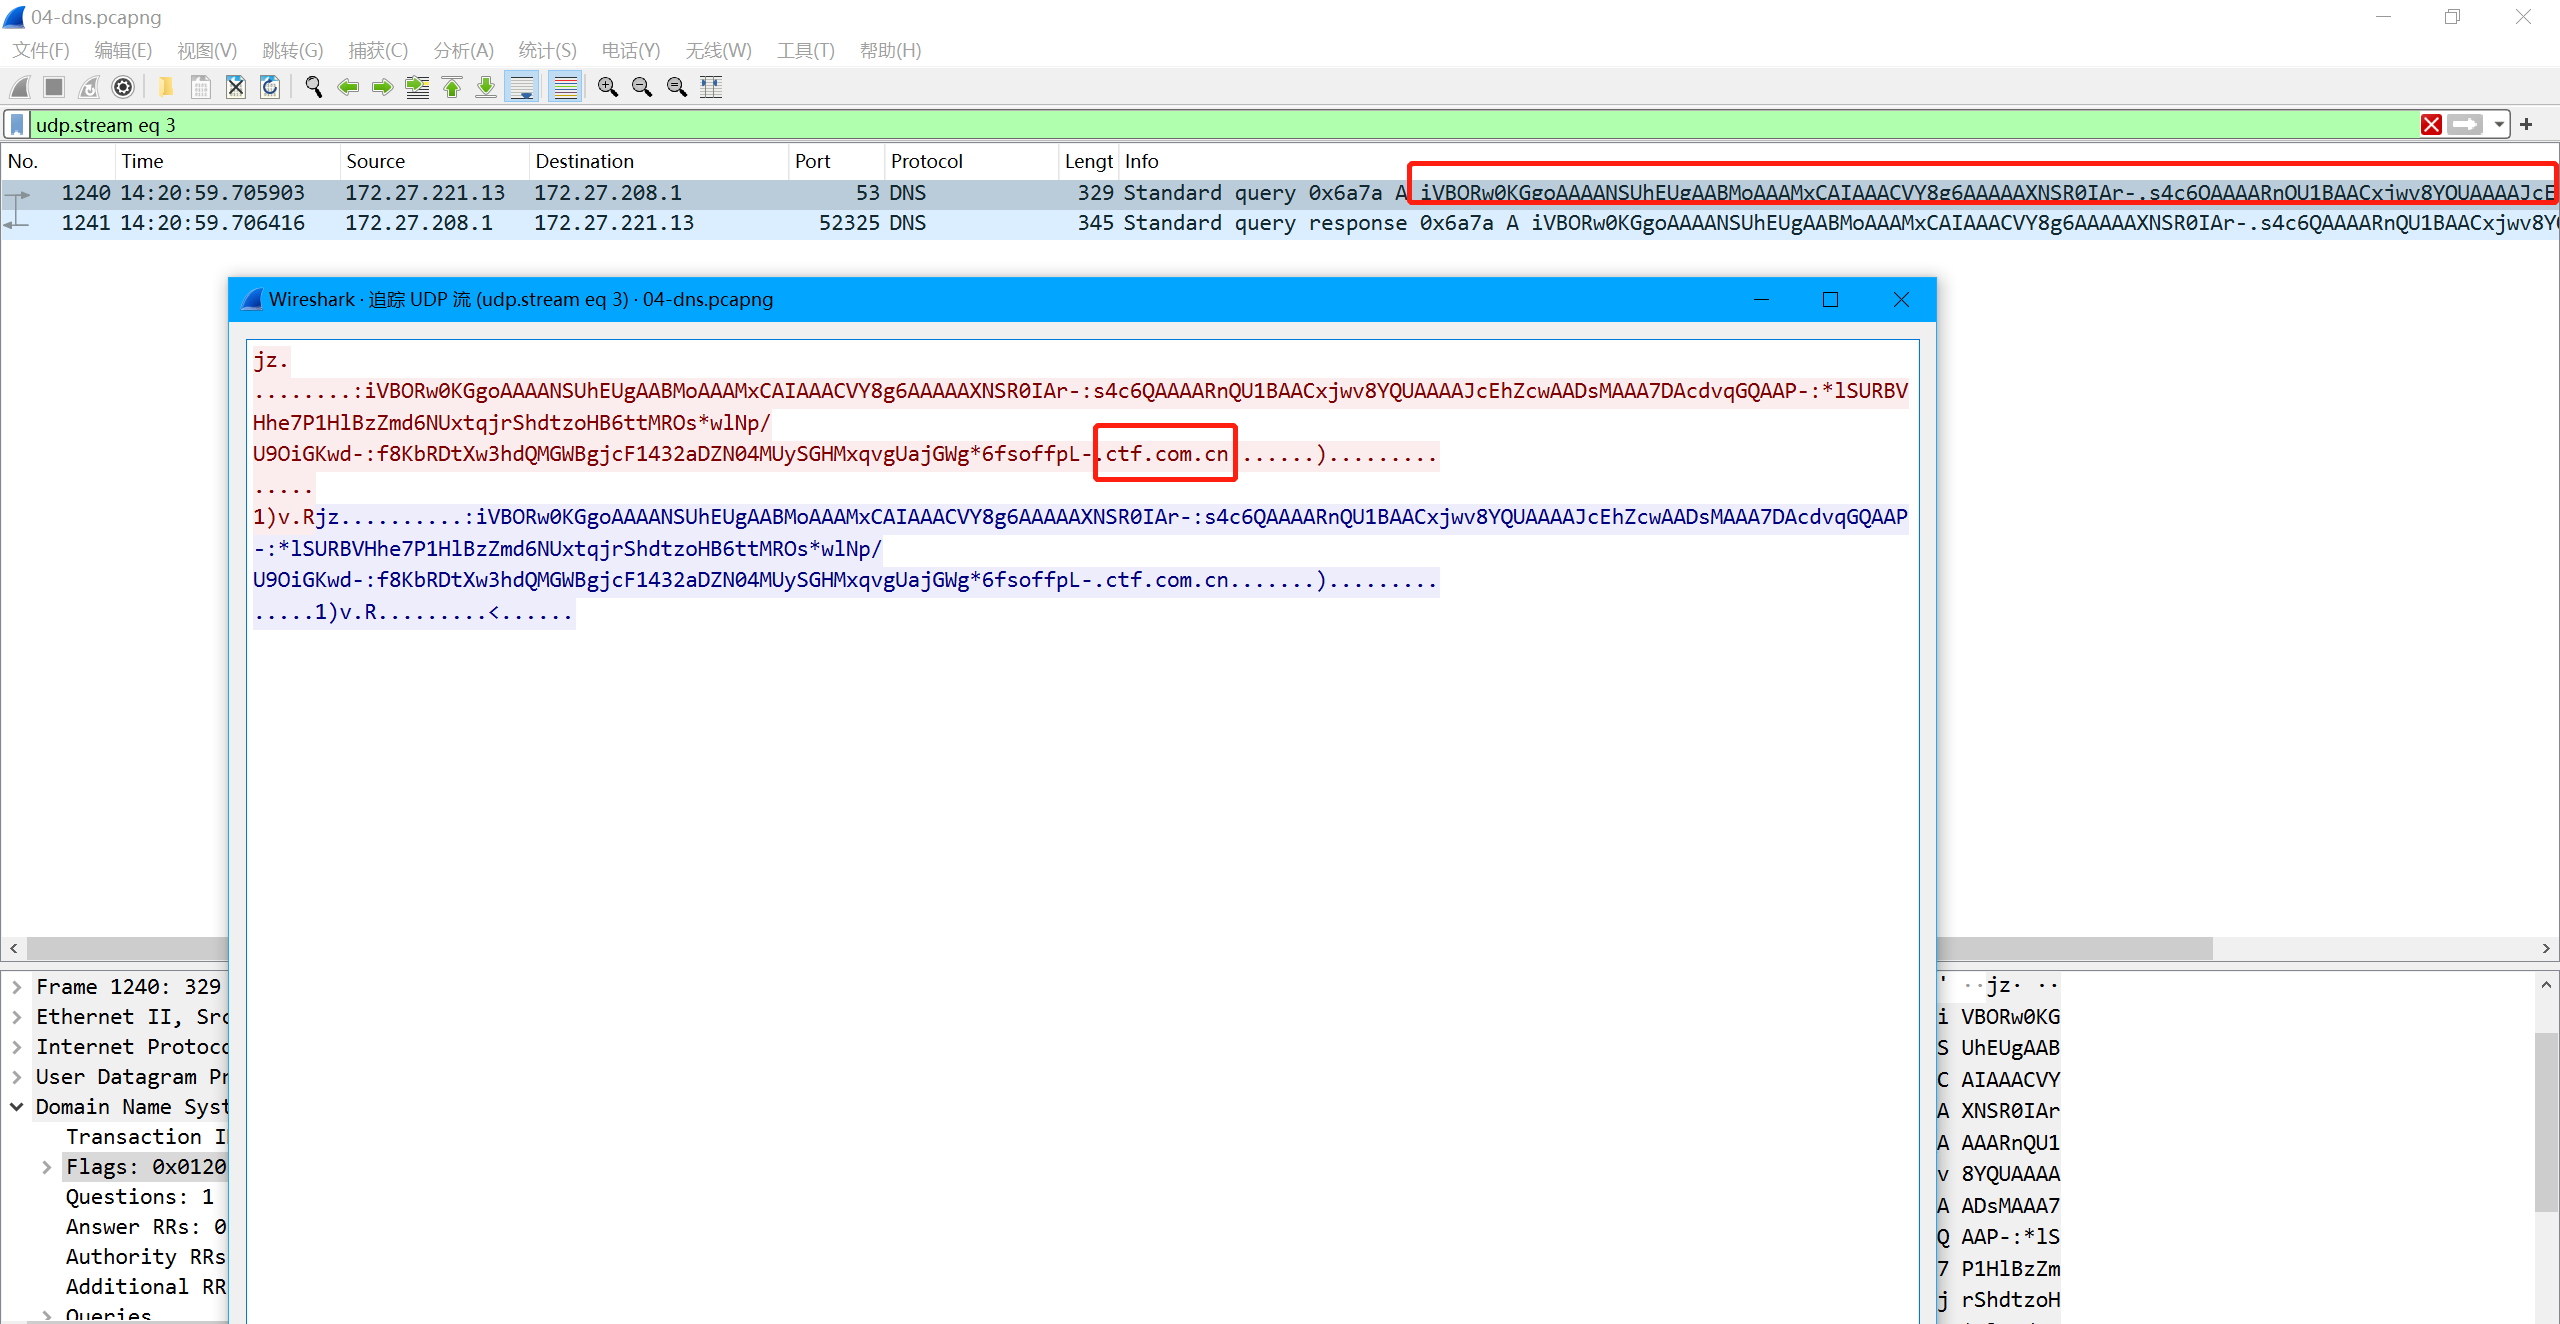 04-dns.pcapng
文件(F) 编辑(E) 视图(V) 跳转(G) 捕获(C) 分析(A) 统计(S) 电话(Y) 无线(W) 工具(T) 帮助(H)
udp.stream eq 3
No. Time Source Destination Port Protocol Lengt Info
1240 14:20:59.705903 172.27.221.13 172.27.208.1 53 DNS 329 Standard query 0x6a7a A iVBORw0KGgoAAAANSUhEUgAABMoAAAMxCAIAAACVY8g6AAAAAXNSR0IAr-.s4c6QAAAARnQU1BAACxjwv8YQUAAAAJcE
1241 14:20:59.706416 172.27.208.1 172.27.221.13 52325 DNS 345 Standard query response 0x6a7a A iVBORw0KGgoAAAANSUhEUgAABMoAAAMxCAIAAACVY8g6AAAAAXNSR0IAr-.s4c6QAAAARnQU1BAACxjwv8Y
Wireshark · 追踪 UDP 流 (udp.stream eq 3) · 04-dns.pcapng
jz.
........:iVBORw0KGgoAAAANSUhEUgAABMoAAAMxCAIAAACVY8g6AAAAAXNSR0IAr-:s4c6QAAAARnQU1BAACxjwv8YQUAAAAJcEhZcwAADsMAAA7DAcdvqGQAAP-:*lSURBV
Hhe7P1HlBzZmd6NUxtqjrShdtzoHB6ttMROs*wlNp/
U9OiGKwd-:f8KbRDtXw3hdQMGWBgjcF1432aDZN04MUySGHMxqvgUajGWg*6fsoffpL-.ctf.com.cn.......).........
.....
1)v.Rjz..........:iVBORw0KGgoAAAANSUhEUgAABMoAAAMxCAIAAACVY8g6AAAAAXNSR0IAr-:s4c6QAAAARnQU1BAACxjwv8YQUAAAAJcEhZcwAADsMAAA7DAcdvqGQAAP
-:*lSURBVHhe7P1HlBzZmd6NUxtqjrShdtzoHB6ttMROs*wlNp/
U9OiGKwd-:f8KbRDtXw3hdQMGWBgjcF1432aDZN04MUySGHMxqvgUajGWg*6fsoffpL-.ctf.com.cn.......).........
.....1)v.R.........<......
Frame 1240: 329
Ethernet II, Src
Internet Protoco
User Datagram Pr
Domain Name Syst
Transaction I
Flags: 0x0120
Questions: 1
Answer RRs: 0
Authority RRs
Additional RR
Queries
' ··jz· ··
i VBORw0KG
S UhEUgAAB
C AIAAACVY
A XNSR0IAr
A AAARnQU1
v 8YQUAAAA
A ADsMAAA7
Q AAP-:*lS
7 P1HlBzZm
j rShdtzoH